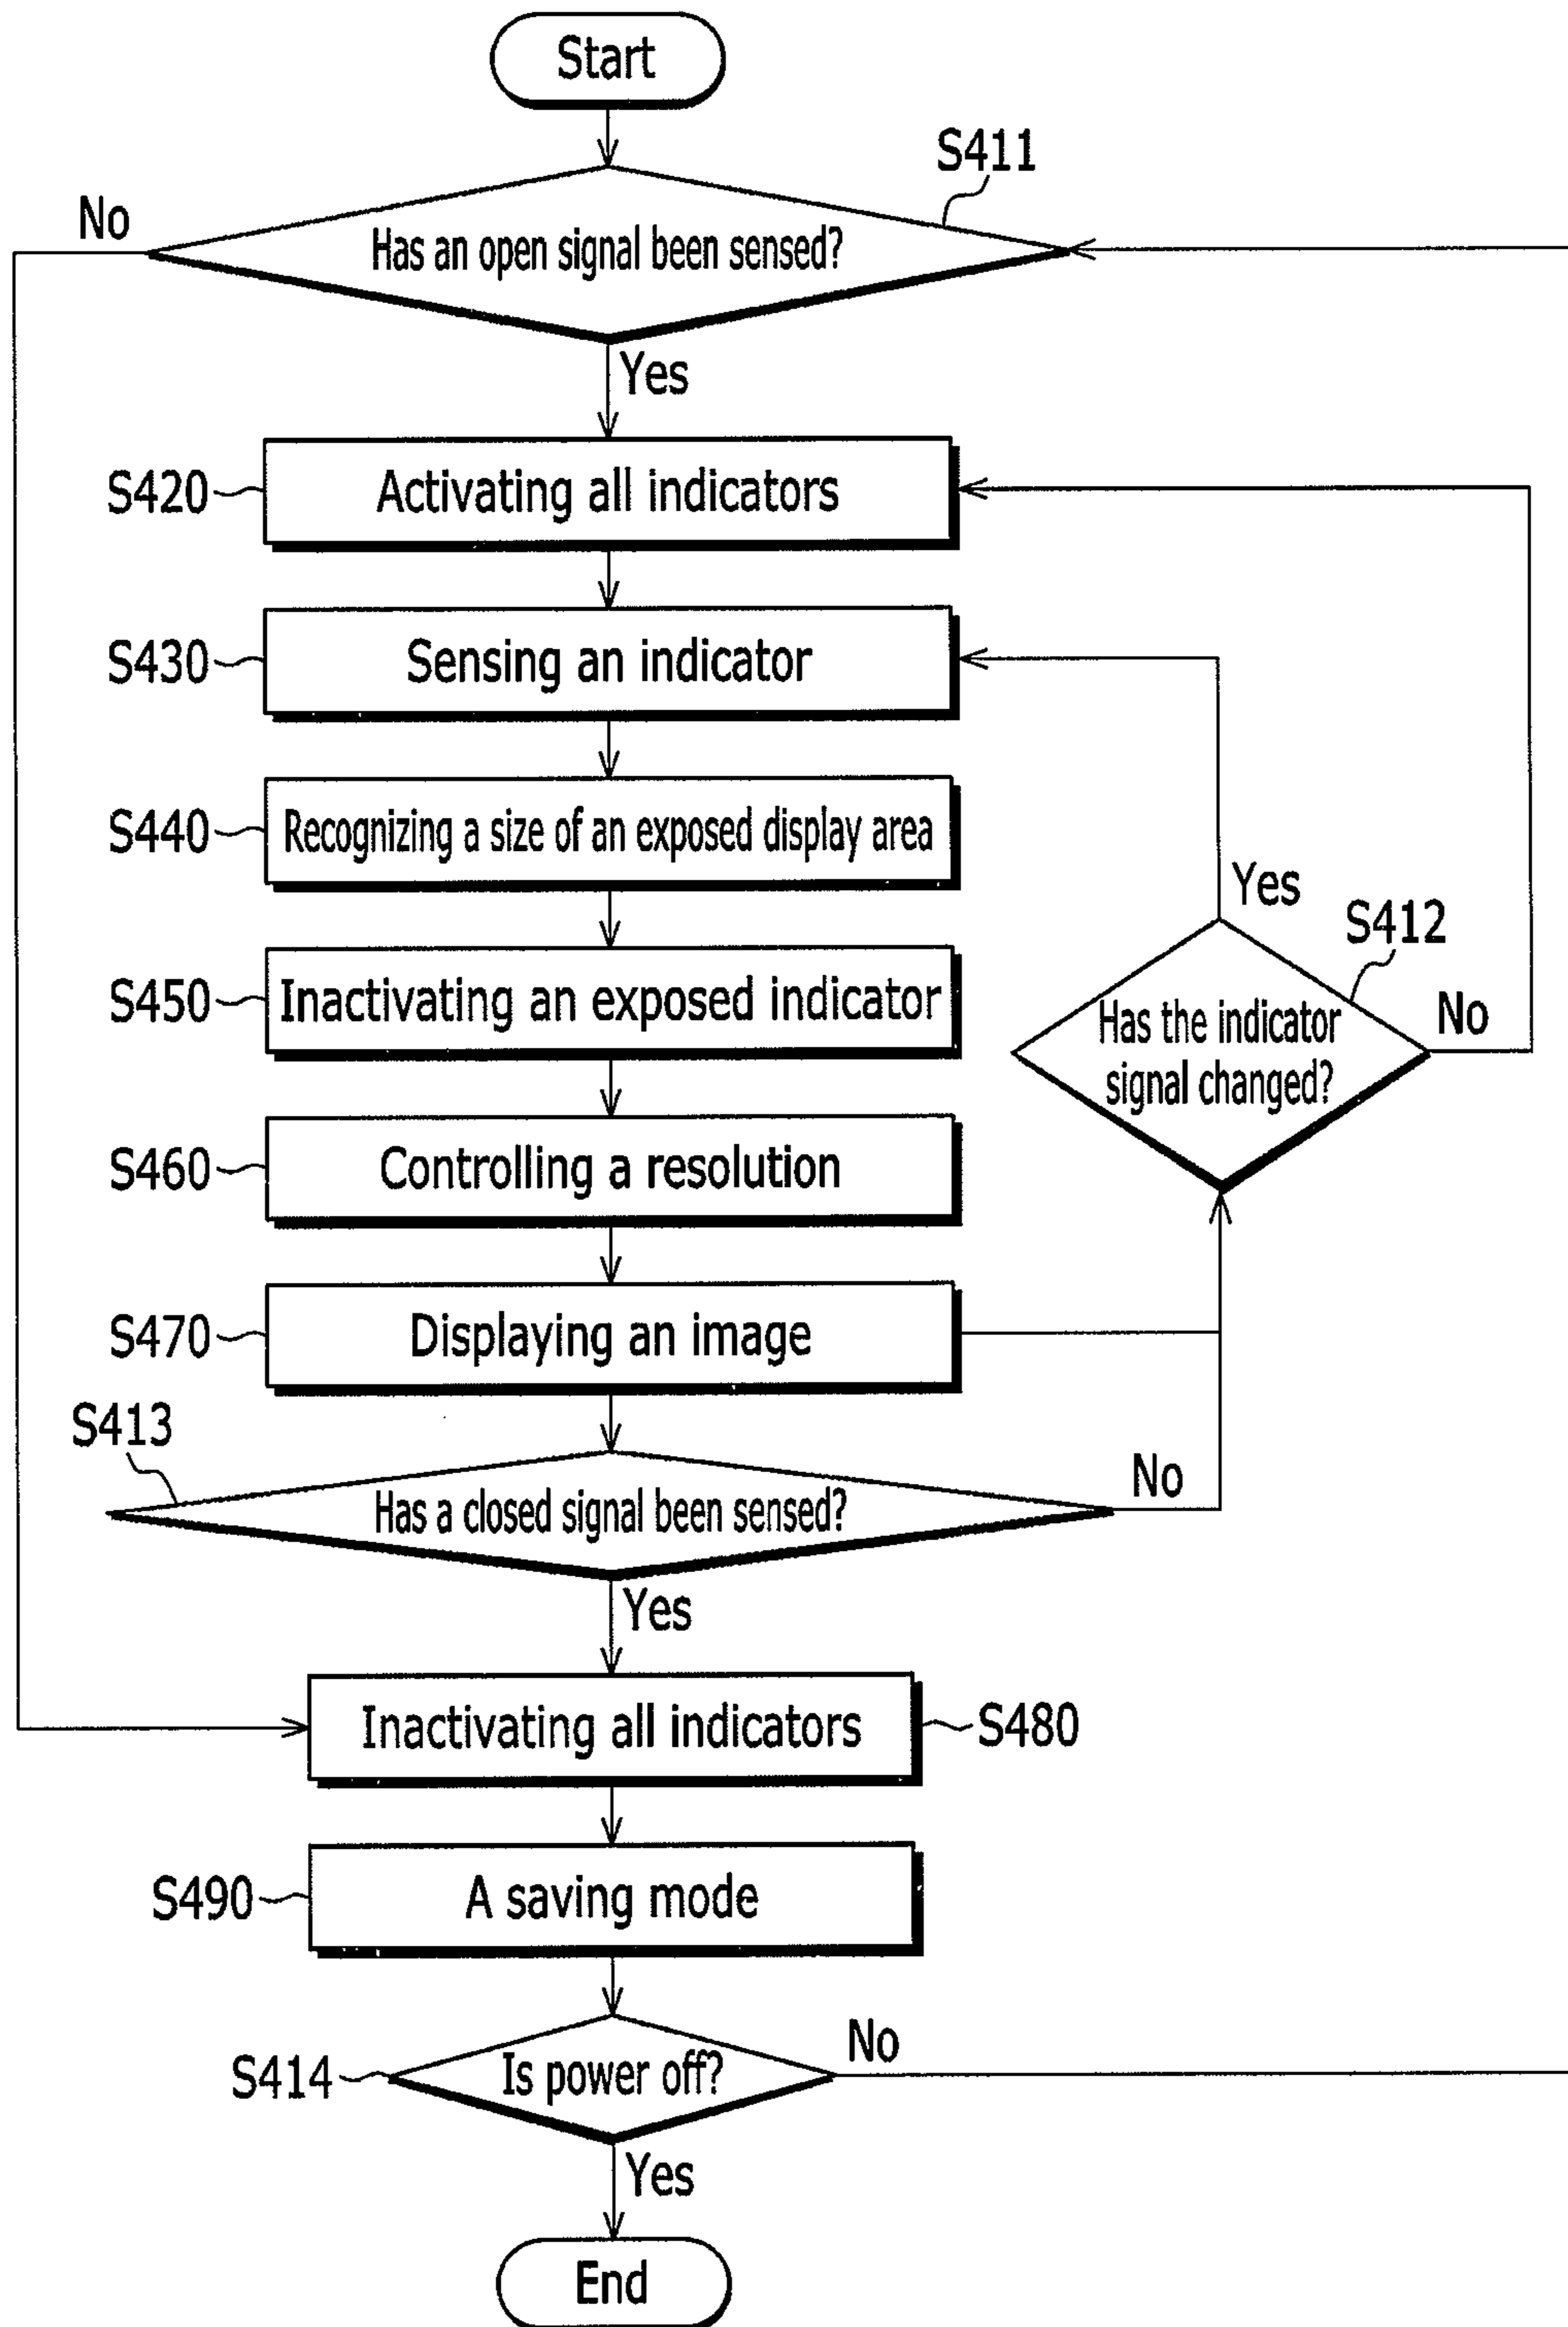 Start
S411
No
Has an open signal been sensed?
Yes
S420
Activating all indicators
S430
Sensing an indicator
S440
Recognizing a size of an exposed display area
Yes
S412
S450
Inactivating an exposed indicator
Has the indicator
signal changed?
No
S460
Controlling a resolution
S470
Displaying an image
S413
Has a closed signal been sensed?
No
Yes
Inactivating all indicators
S480
S490
A saving mode
S414
Is power off?
No
Yes
End